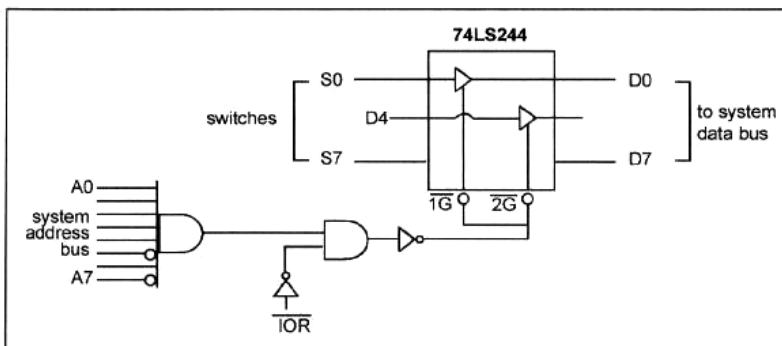 74LS244
S0
D0
switches
D4
to system
data bus
S7
D7
A0
1G
2G
system
address
bus
A7
IOR